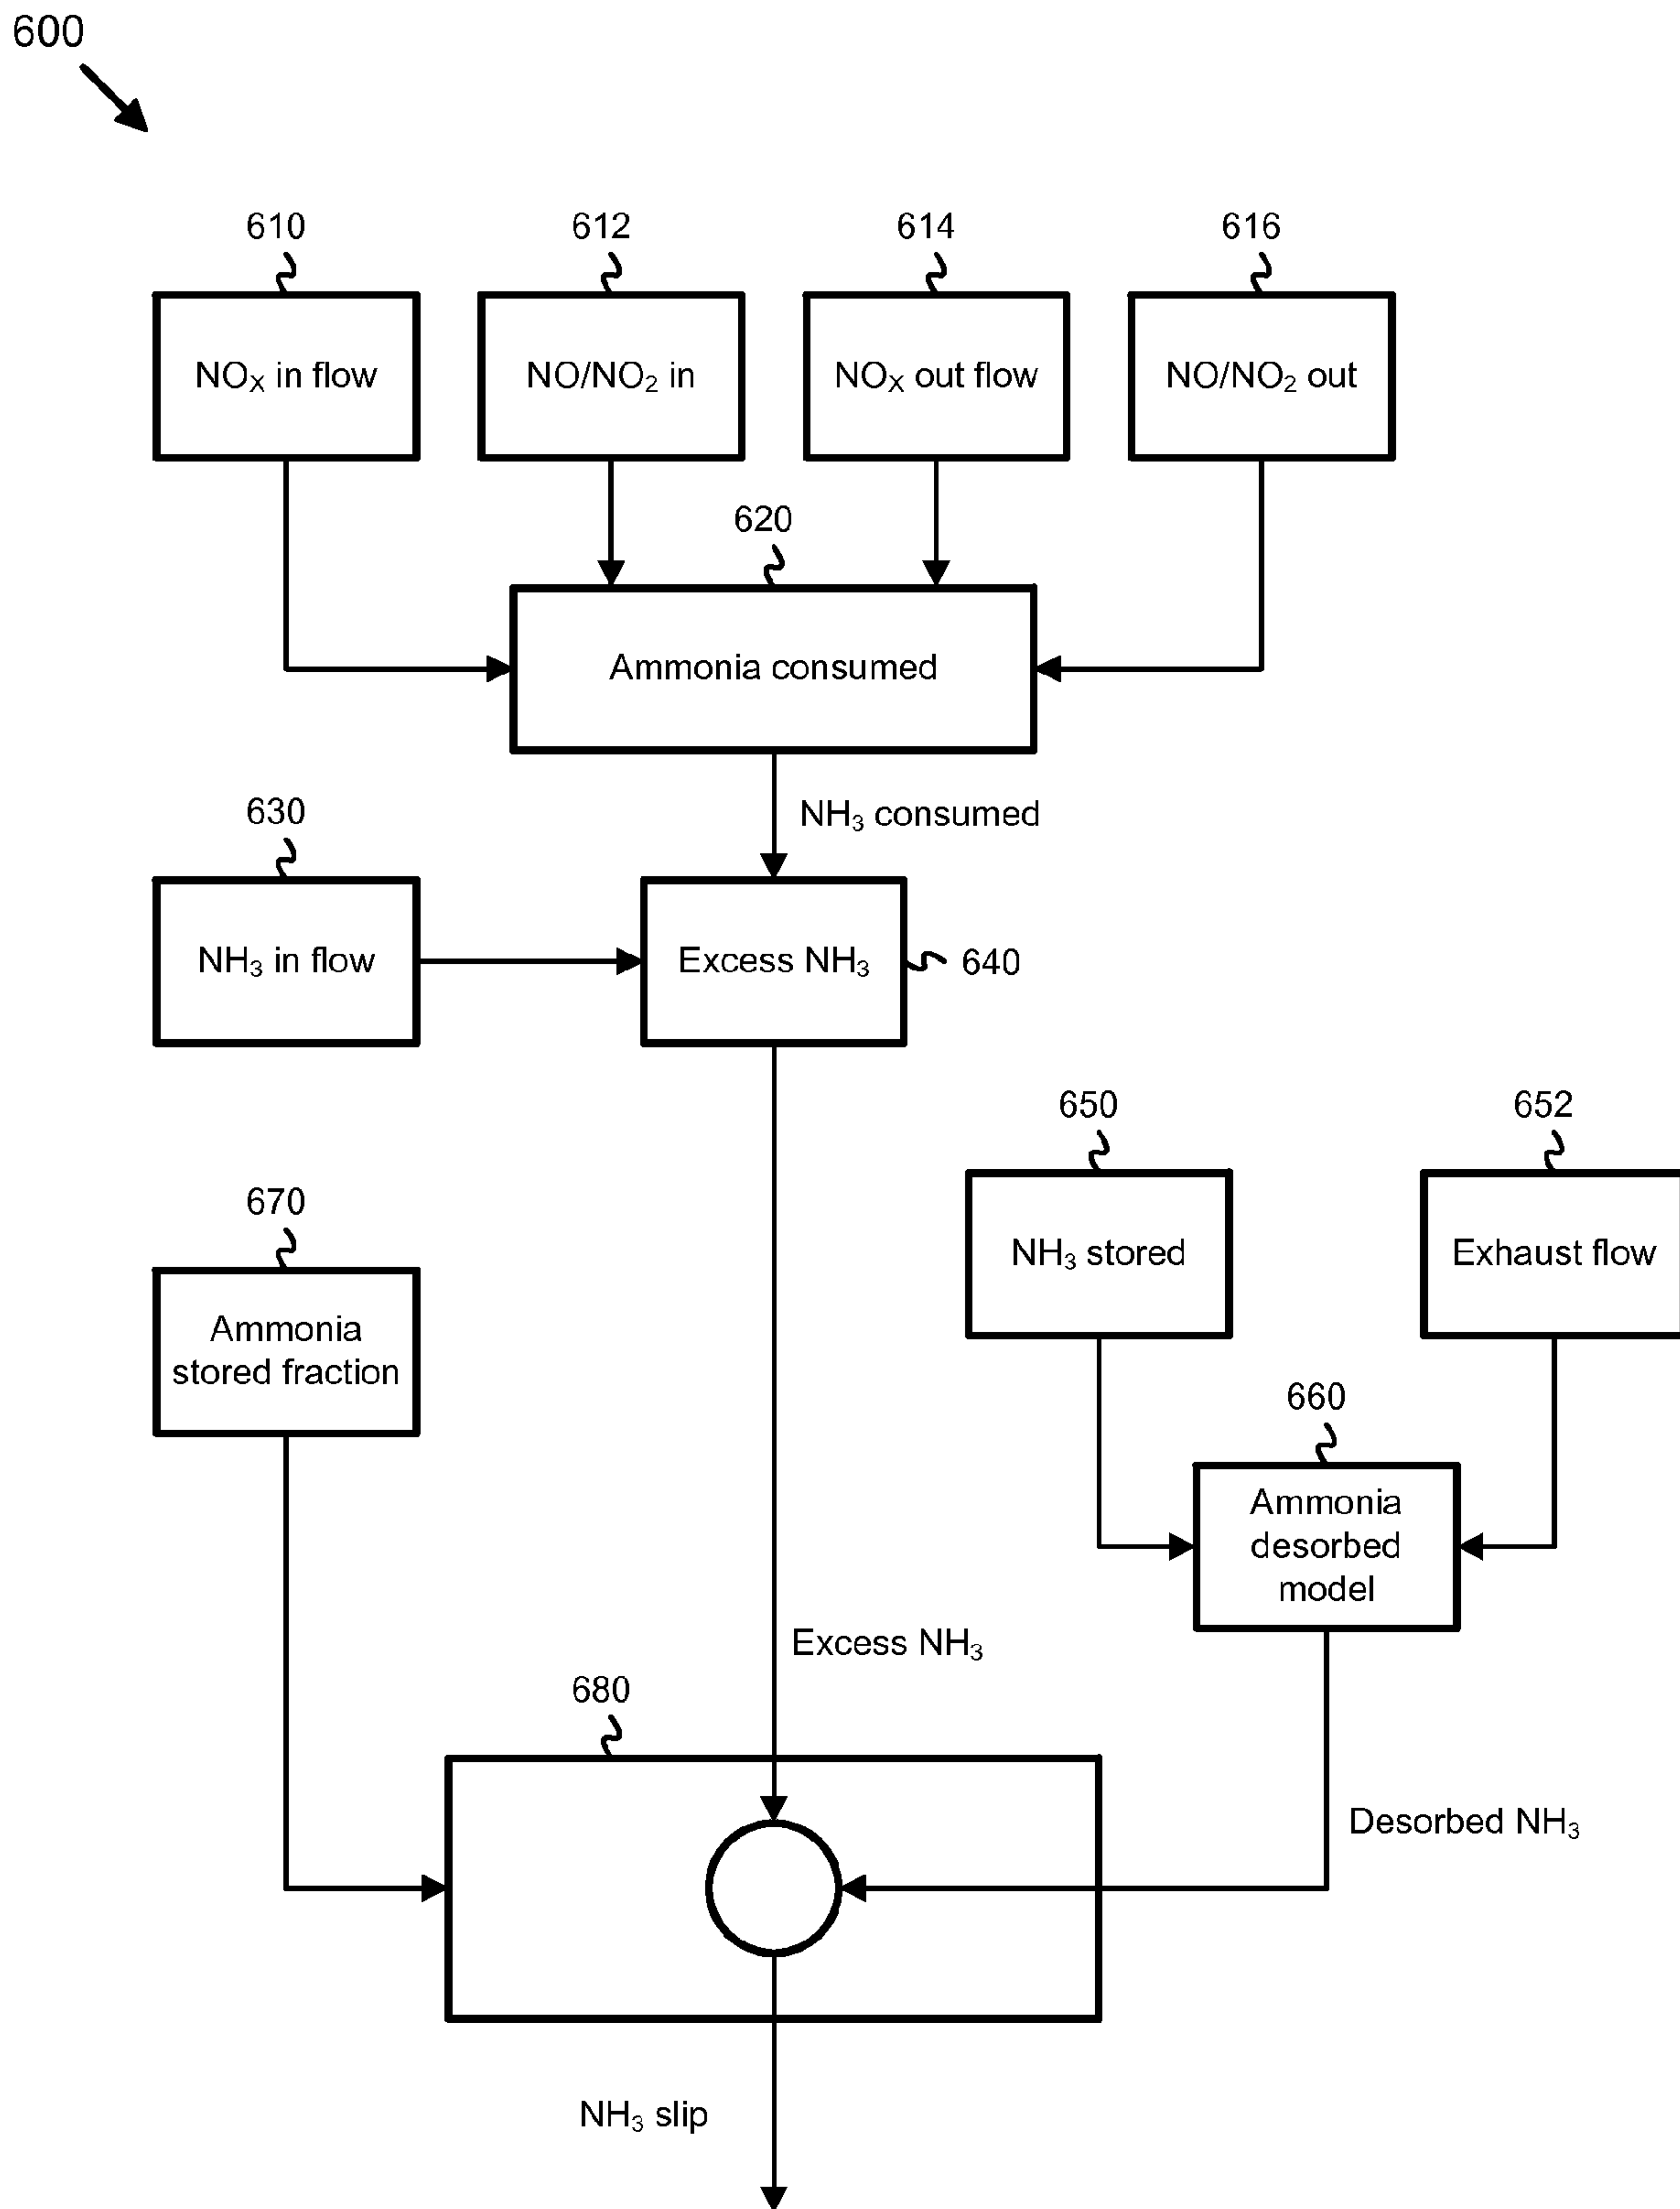 600
610
612
614
616
NOX in flow
NO/NO2 in
NOX out flow
NO/NO2 out
620
Ammonia consumed
NH3 consumed
630
NH3 in flow
Excess NH3
640
650
652
NH3 stored
Exhaust flow
670
Ammonia
stored fraction
660
Ammonia
desorbed
model
Excess NH3
680
Desorbed NH3
NH3 slip